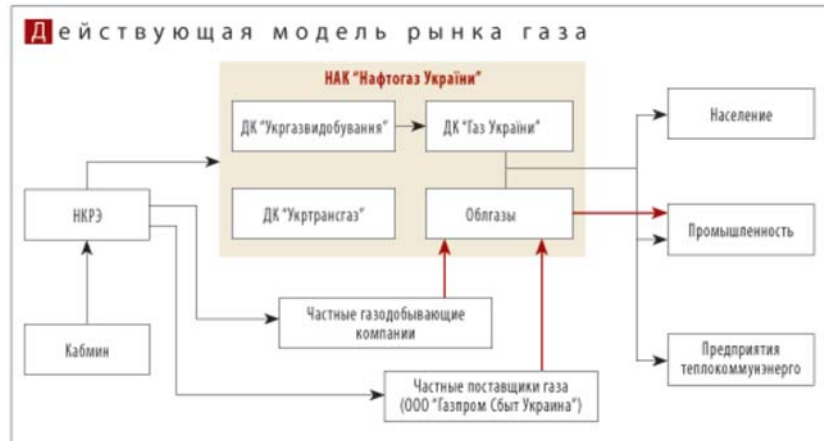 Действующая модель рынка газа
НАК “Нафтогаз України”
ДК “Укргазвидобування”
ДК “Газ України”
Население
НКРЭ
ДК “Укртрансгаз”
Облгазы
Промышленность
Частные газодобывающие
компании
Кабмин
Предприятия
теплокоммунэнерго
Частные поставщики газа
(ООО “Газпром Сбыт Украина”)